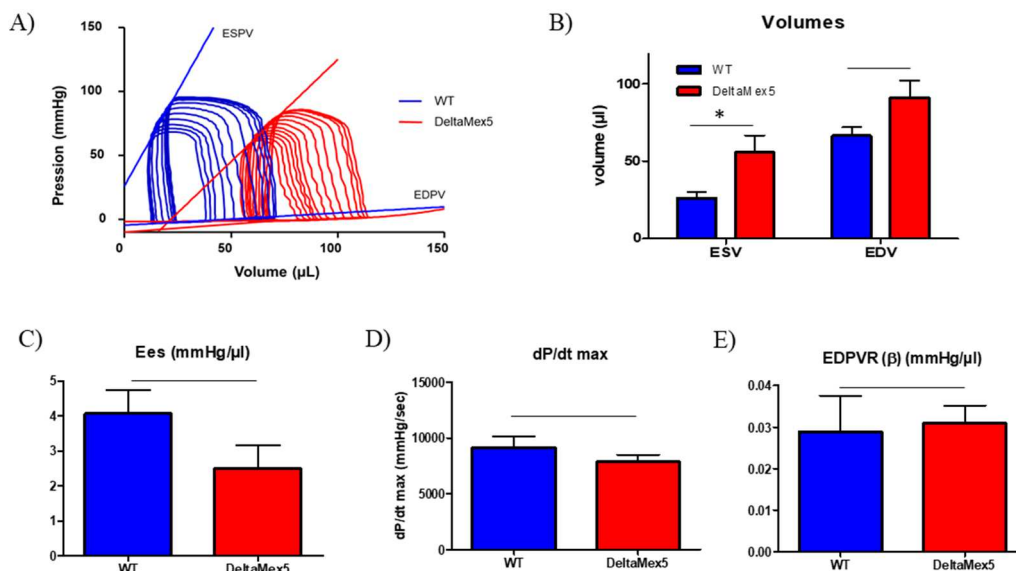 A)
150
100
50
0
Pression (mmHg)
ESPV
WT
DeltaMex5
EDPV
0 50 100 150
Volume (µL)
B)
Volumes
WT
DeltaMex5
*
100
50
0
volume (µl)
ESV EDV
C)
Ees (mmHg/µl)
5
4
3
2
1
0
WT DeltaMex5
D)
dP/dt max
15000
10000
5000
0
dP/dt max (mmHg/sec)
WT DeltaMex5
E)
EDPVR (β) (mmHg/µl)
0.04
0.03
0.02
0.01
0.00
WT DeltaMex5